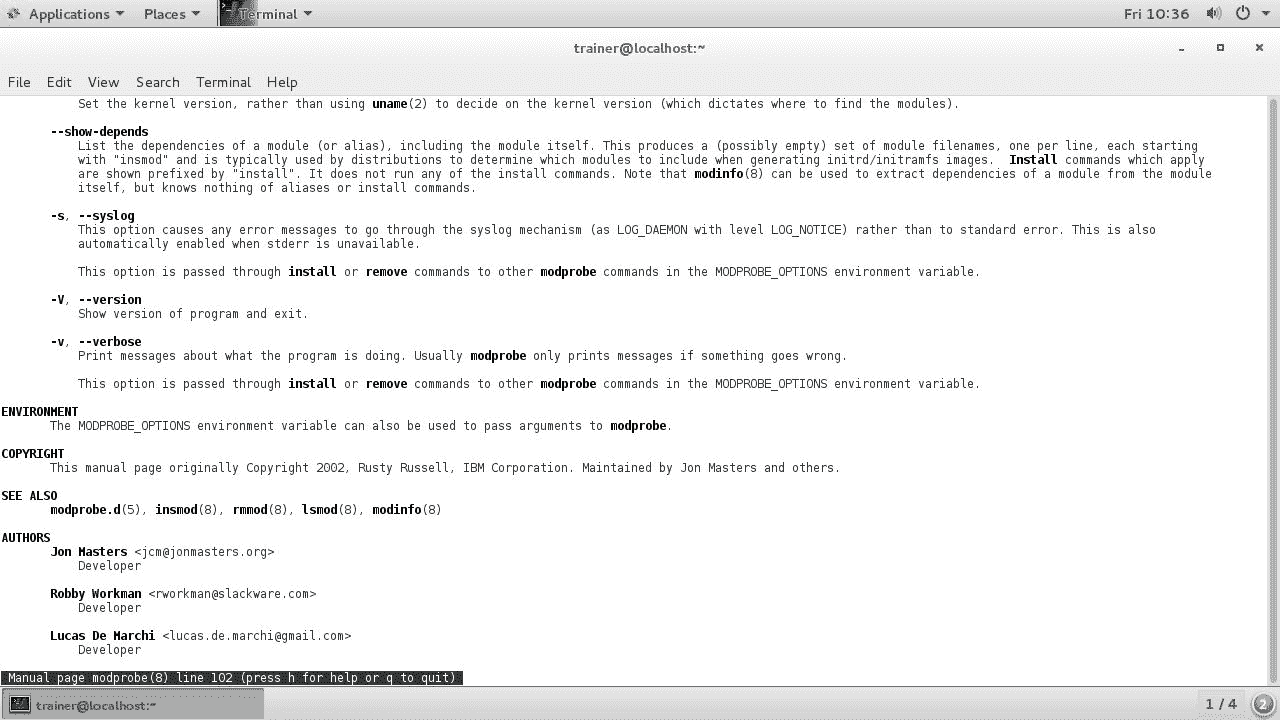 Applications Places Terminal Fri 10:36
trainer@localhost:~
File Edit View Search Terminal Help
Set the kernel version, rather than using uname(2) to decide on the kernel version (which dictates where to find the modules).
--show-depends
List the dependencies of a module (or alias), including the module itself. This produces a (possibly empty) set of module filenames, one per line, each starting
with "insmod" and is typically used by distributions to determine which modules to include when generating initrd/initramfs images.  Install commands which apply
are shown prefixed by "install". It does not run any of the install commands. Note that modinfo(8) can be used to extract dependencies of a module from the module
itself, but knows nothing of aliases or install commands.
-s, --syslog
This option causes any error messages to go through the syslog mechanism (as LOG_DAEMON with level LOG_NOTICE) rather than to standard error. This is also
automatically enabled when stderr is unavailable.
This option is passed through install or remove commands to other modprobe commands in the MODPROBE_OPTIONS environment variable.
-V, --version
Show version of program and exit.
-v, --verbose
Print messages about what the program is doing. Usually modprobe only prints messages if something goes wrong.
This option is passed through install or remove commands to other modprobe commands in the MODPROBE_OPTIONS environment variable.
ENVIRONMENT
The MODPROBE_OPTIONS environment variable can also be used to pass arguments to modprobe.
COPYRIGHT
This manual page originally Copyright 2002, Rusty Russell, IBM Corporation. Maintained by Jon Masters and others.
SEE ALSO
modprobe.d(5), insmod(8), rmmod(8), lsmod(8), modinfo(8)
AUTHORS
Jon Masters <jcm@jonmasters.org>
Developer
Robby Workman <rworkman@slackware.com>
Developer
Lucas De Marchi <lucas.de.marchi@gmail.com>
Developer
Manual page modprobe(8) line 102 (press h for help or q to quit)
trainer@localhost:~ 1 / 4 2